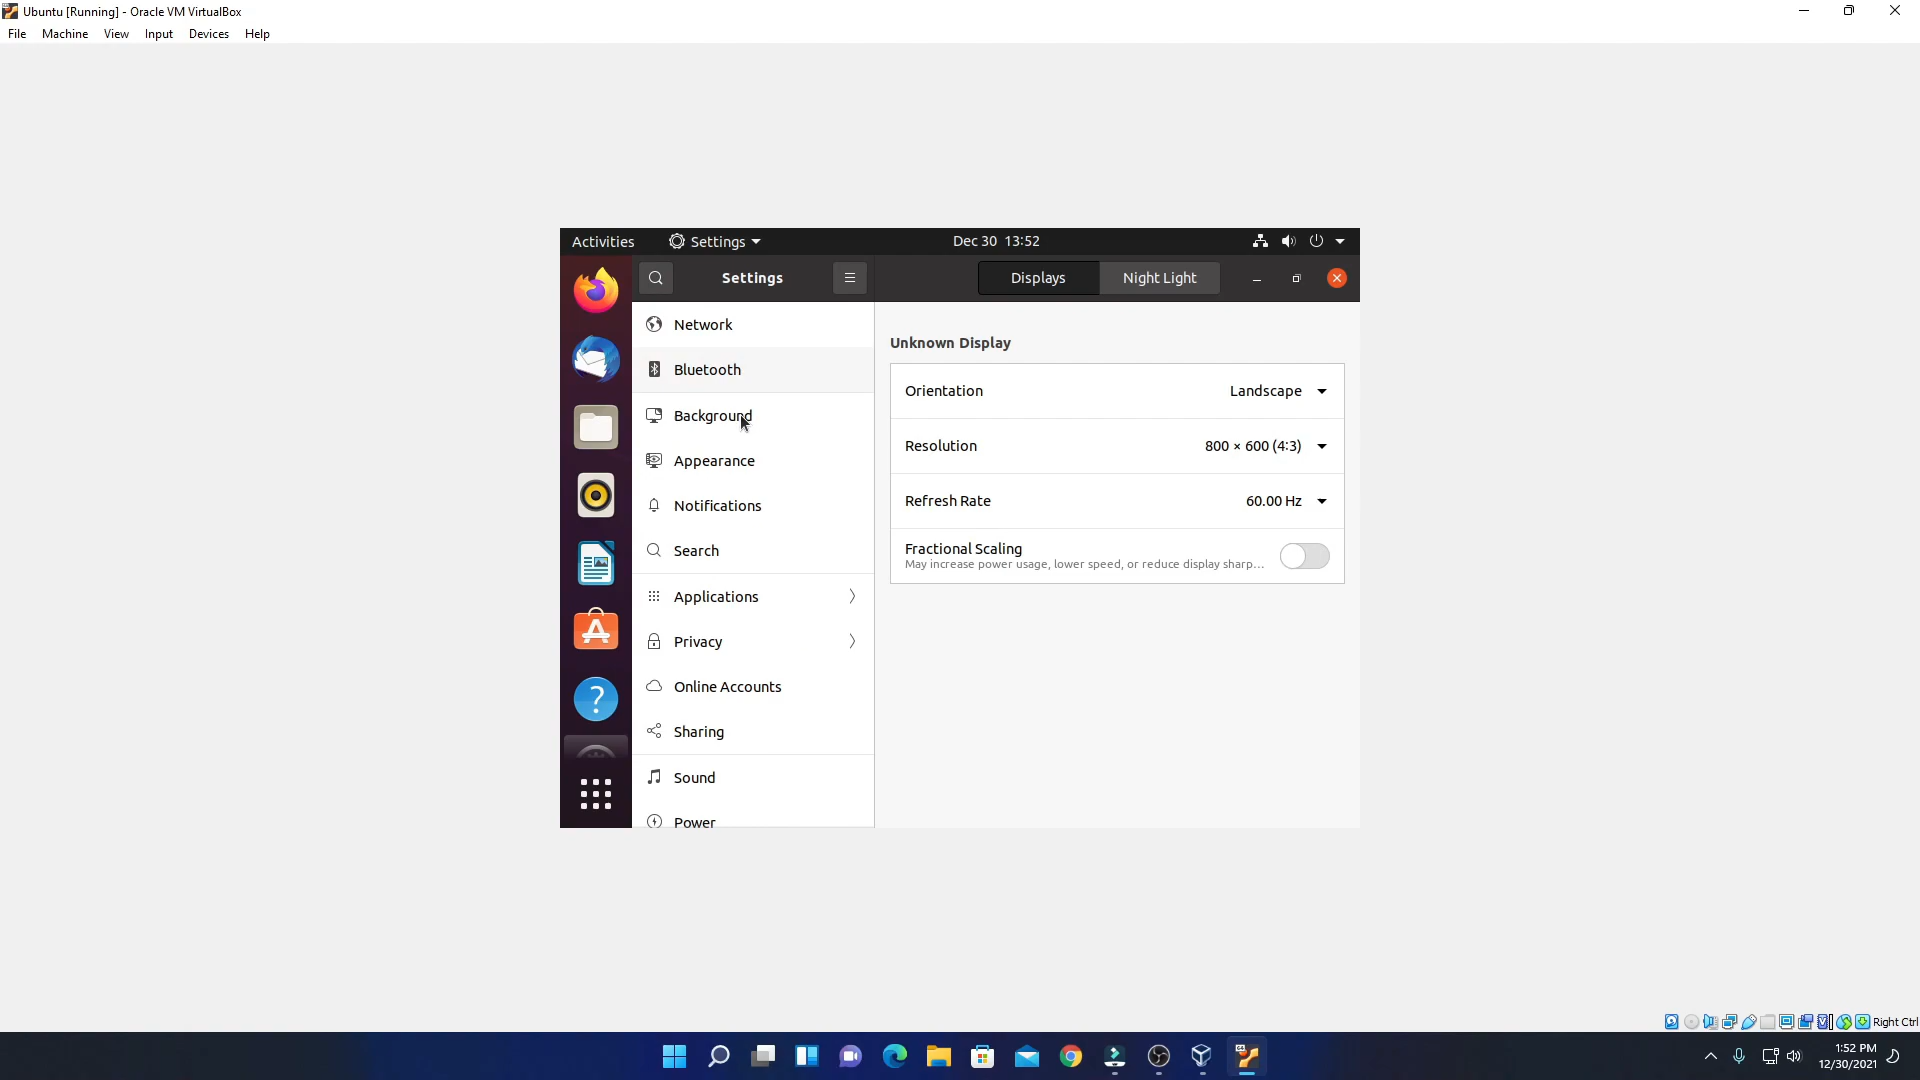 Ubuntu [Running] - Oracle VM VirtualBox
File Machine View Input Devices Help
Activities Settings Dec 30 13:52
Settings Displays Night Light
Network
Bluetooth
Background
Appearance
Notifications
Search
Applications
Privacy
Online Accounts
Sharing
Sound
Power
Unknown Display
Orientation Landscape
Resolution 800 × 600 (4:3)
Refresh Rate 60.00 Hz
Fractional Scaling
May increase power usage, lower speed, or reduce display sharp...
Right Ctrl
1:52 PM
12/30/2021